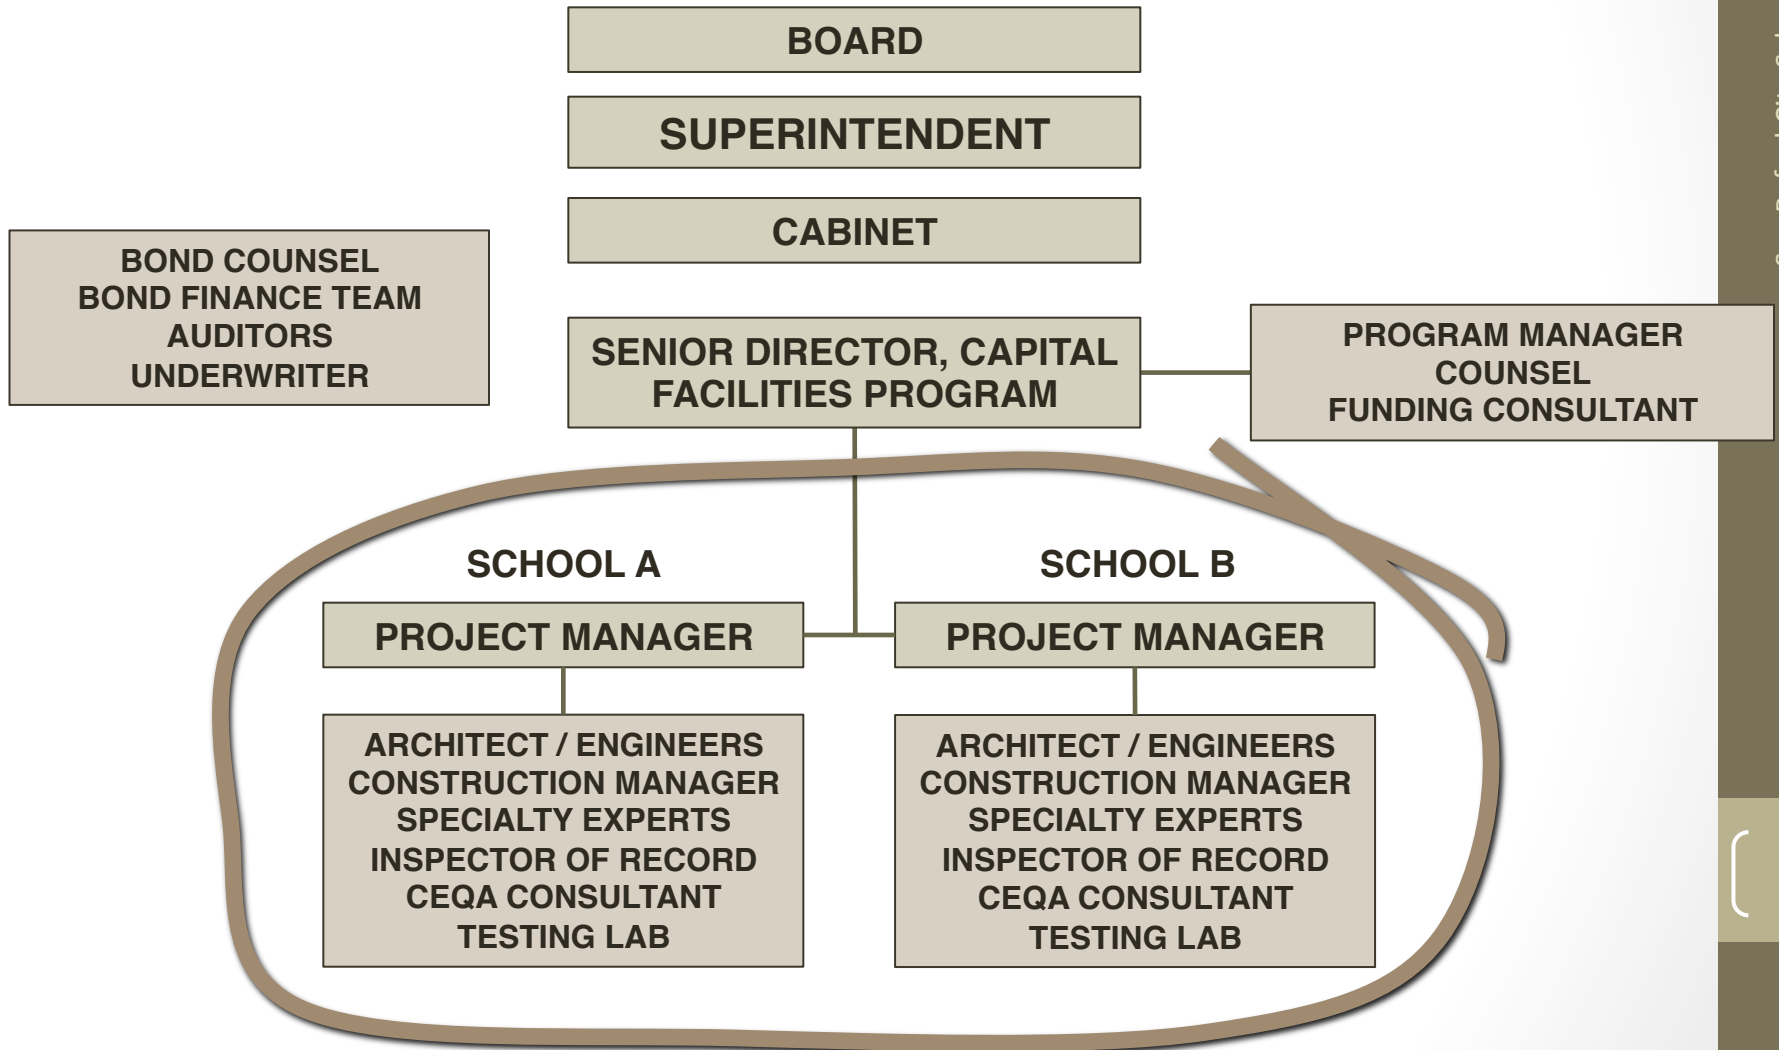 BOARD
SUPERINTENDENT
CABINET
BOND COUNSEL
BOND FINANCE TEAM
AUDITORS
UNDERWRITER
SENIOR DIRECTOR, CAPITAL
FACILITIES PROGRAM
PROGRAM MANAGER
COUNSEL
FUNDING CONSULTANT
SCHOOL A
PROJECT MANAGER
ARCHITECT / ENGINEERS
CONSTRUCTION MANAGER
SPECIALTY EXPERTS
INSPECTOR OF RECORD
CEQA CONSULTANT
TESTING LAB
SCHOOL B
PROJECT MANAGER
ARCHITECT / ENGINEERS
CONSTRUCTION MANAGER
SPECIALTY EXPERTS
INSPECTOR OF RECORD
CEQA CONSULTANT
TESTING LAB